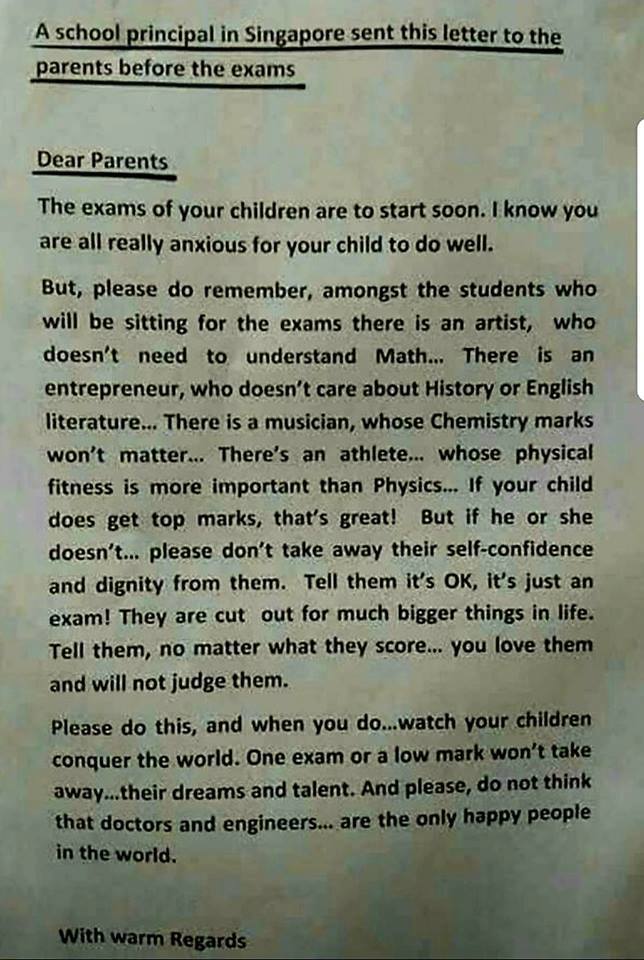 A school principal in Singapore sent this letter to the
parents before the exams
Dear Parents
The exams of your children are to start soon. I know you
are all really anxious for your child to do well.
But, please do remember, amongst the students who
will be sitting for the exams there is an artist, who
doesn't need to understand Math... There is an
entrepreneur, who doesn't care about History or English
literature... There is a musician, whose Chemistry marks
won't matter... There's an athlete... whose physical
fitness is more important than Physics... If your child
does get top marks, that's great! But if he or she
doesn't... please don't take away their self-confidence
and dignity from them. Tell them it's OK, it's just an
exam! They are cut out for much bigger things in life.
Tell them, no matter what they score... you love them
and will not judge them.
Please do this, and when you do...watch your children
conquer the world. One exam or a low mark won't take
away...their dreams and talent. And please, do not think
that doctors and engineers... are the only happy people
in the world.
With warm Regards